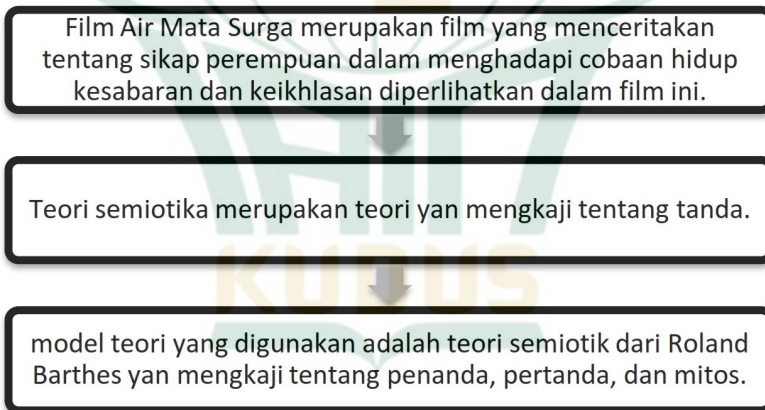 Film Air Mata Surga merupakan film yang menceritakan
tentang sikap perempuan dalam menghadapi cobaan hidup
kesabaran dan keikhlasan diperlihatkan dalam film ini.
Teori semiotika merupakan teori yan mengkaji tentang tanda.
KUDUS
model teori yang digunakan adalah teori semiotik dari Roland
Barthes yan mengkaji tentang penanda, pertanda, dan mitos.